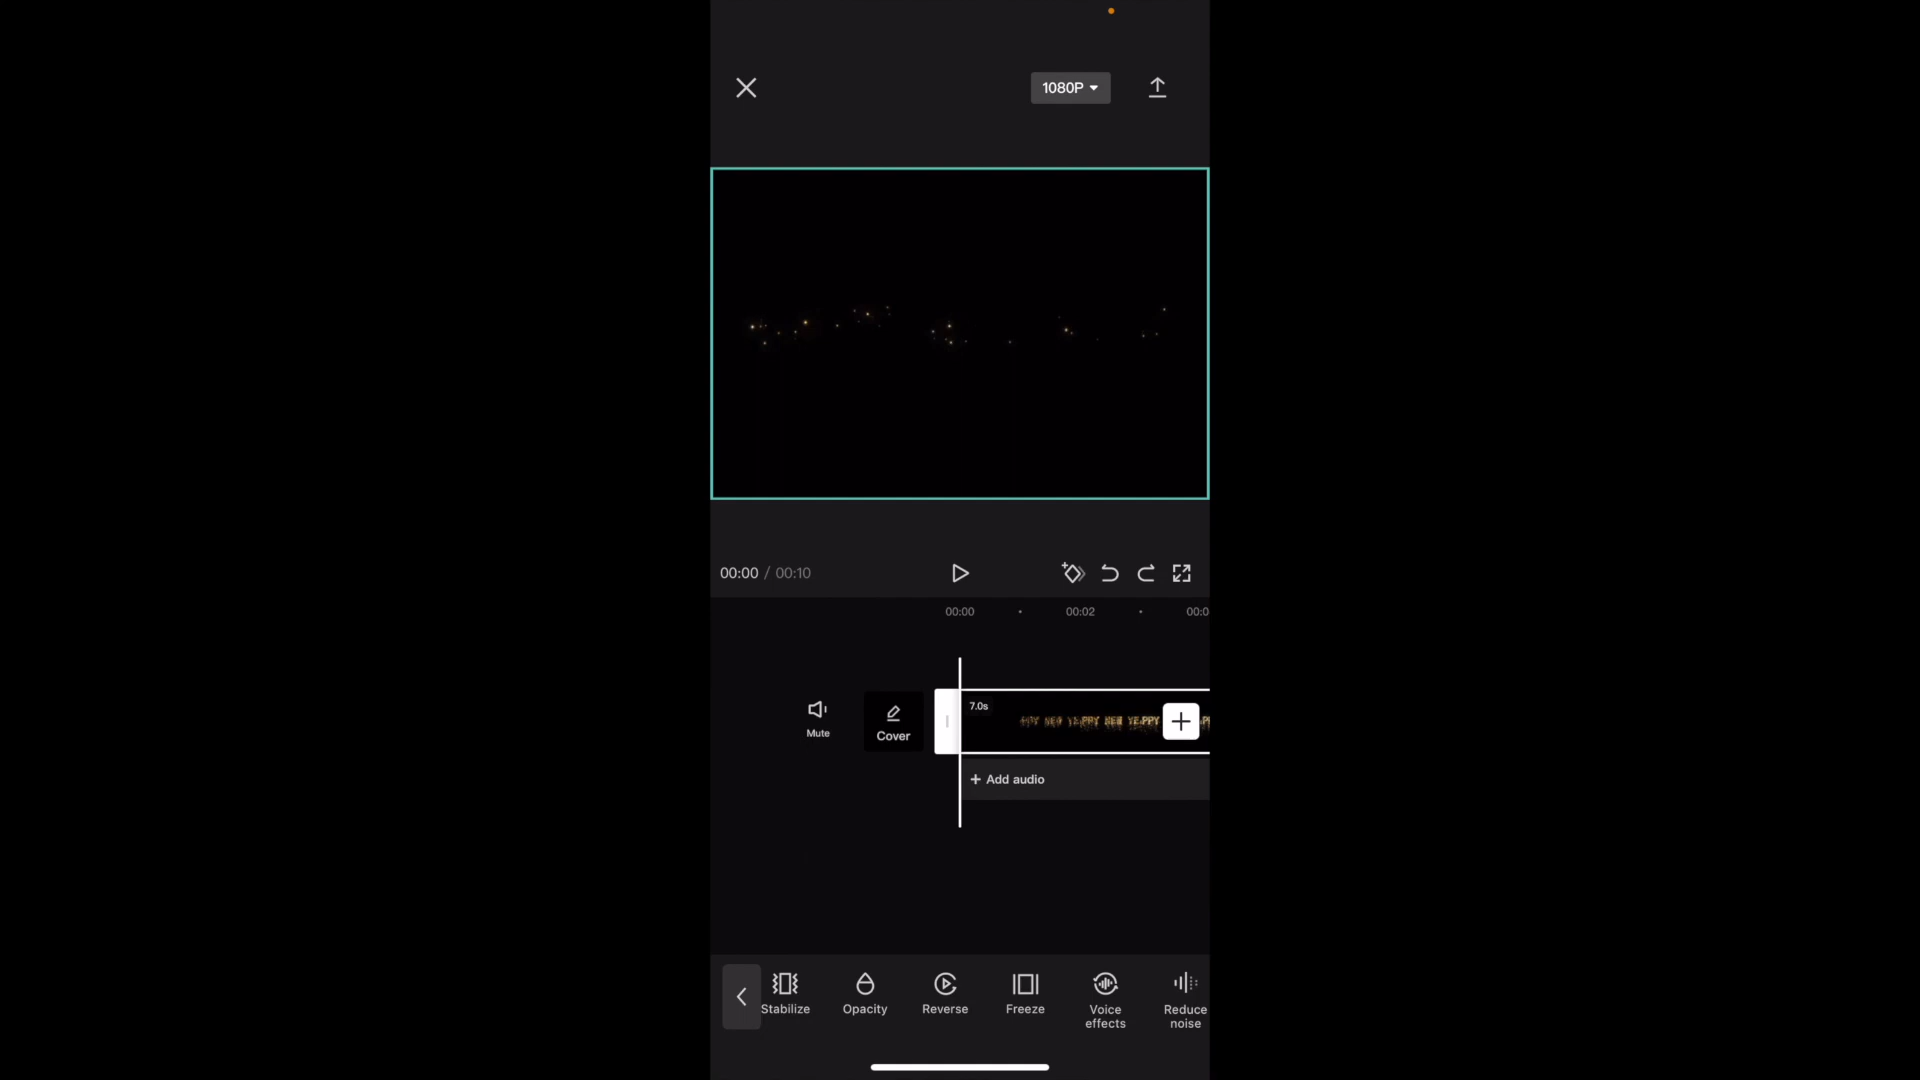 1080P
00:00 / 00:10
00:00
00:02
7.0s
Mute
Cover
+ Add audio
Stabilize
Opacity
Reverse
Freeze
Voice effects
Reduce noise